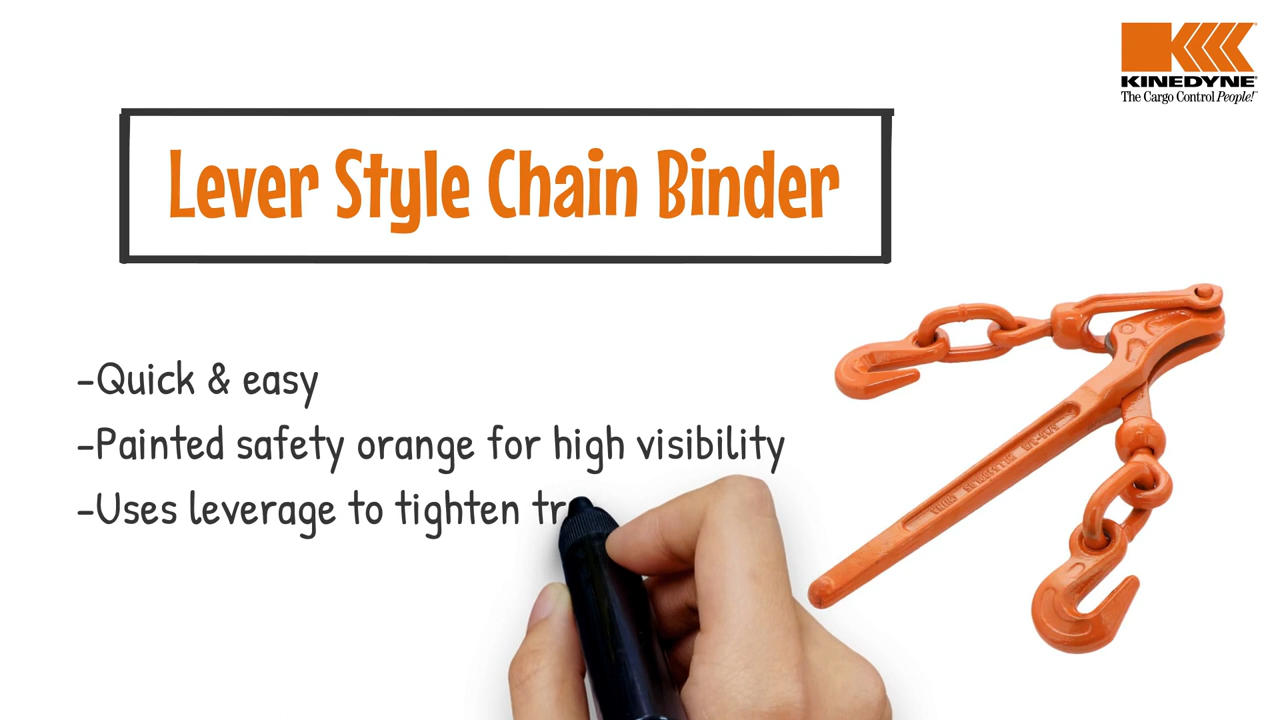 KINEDYNE
The Cargo Control People!
Lever Style Chain Binder
-Quick & easy
-Painted safety orange for high visibility
-Uses leverage to tighten tr